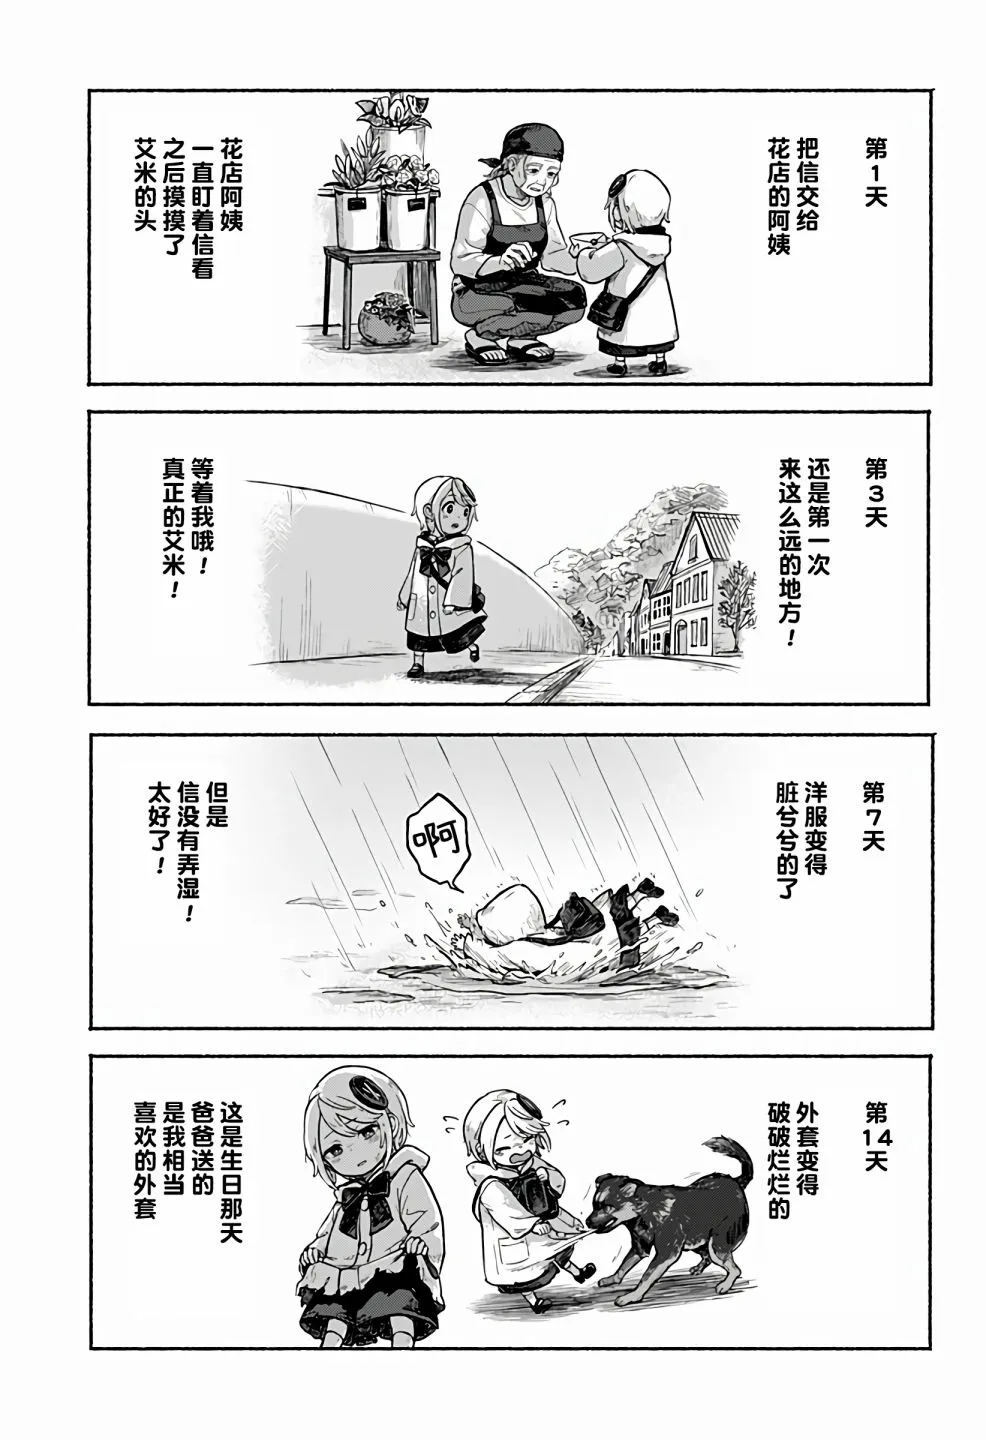 第1天
把信交给
花店的阿姨
花店阿姨
一直盯着信看
之后摸摸了
艾米的头
第3天
还是第一次
来这么远的地方！
等着我哦！
真正的艾米！
第7天
洋服变得
脏兮兮的了
啊
但是
信没有弄湿！
太好了！
第14天
外套变得
破破烂烂的
这是生日那天
爸爸送的
是我相当
喜欢的外套